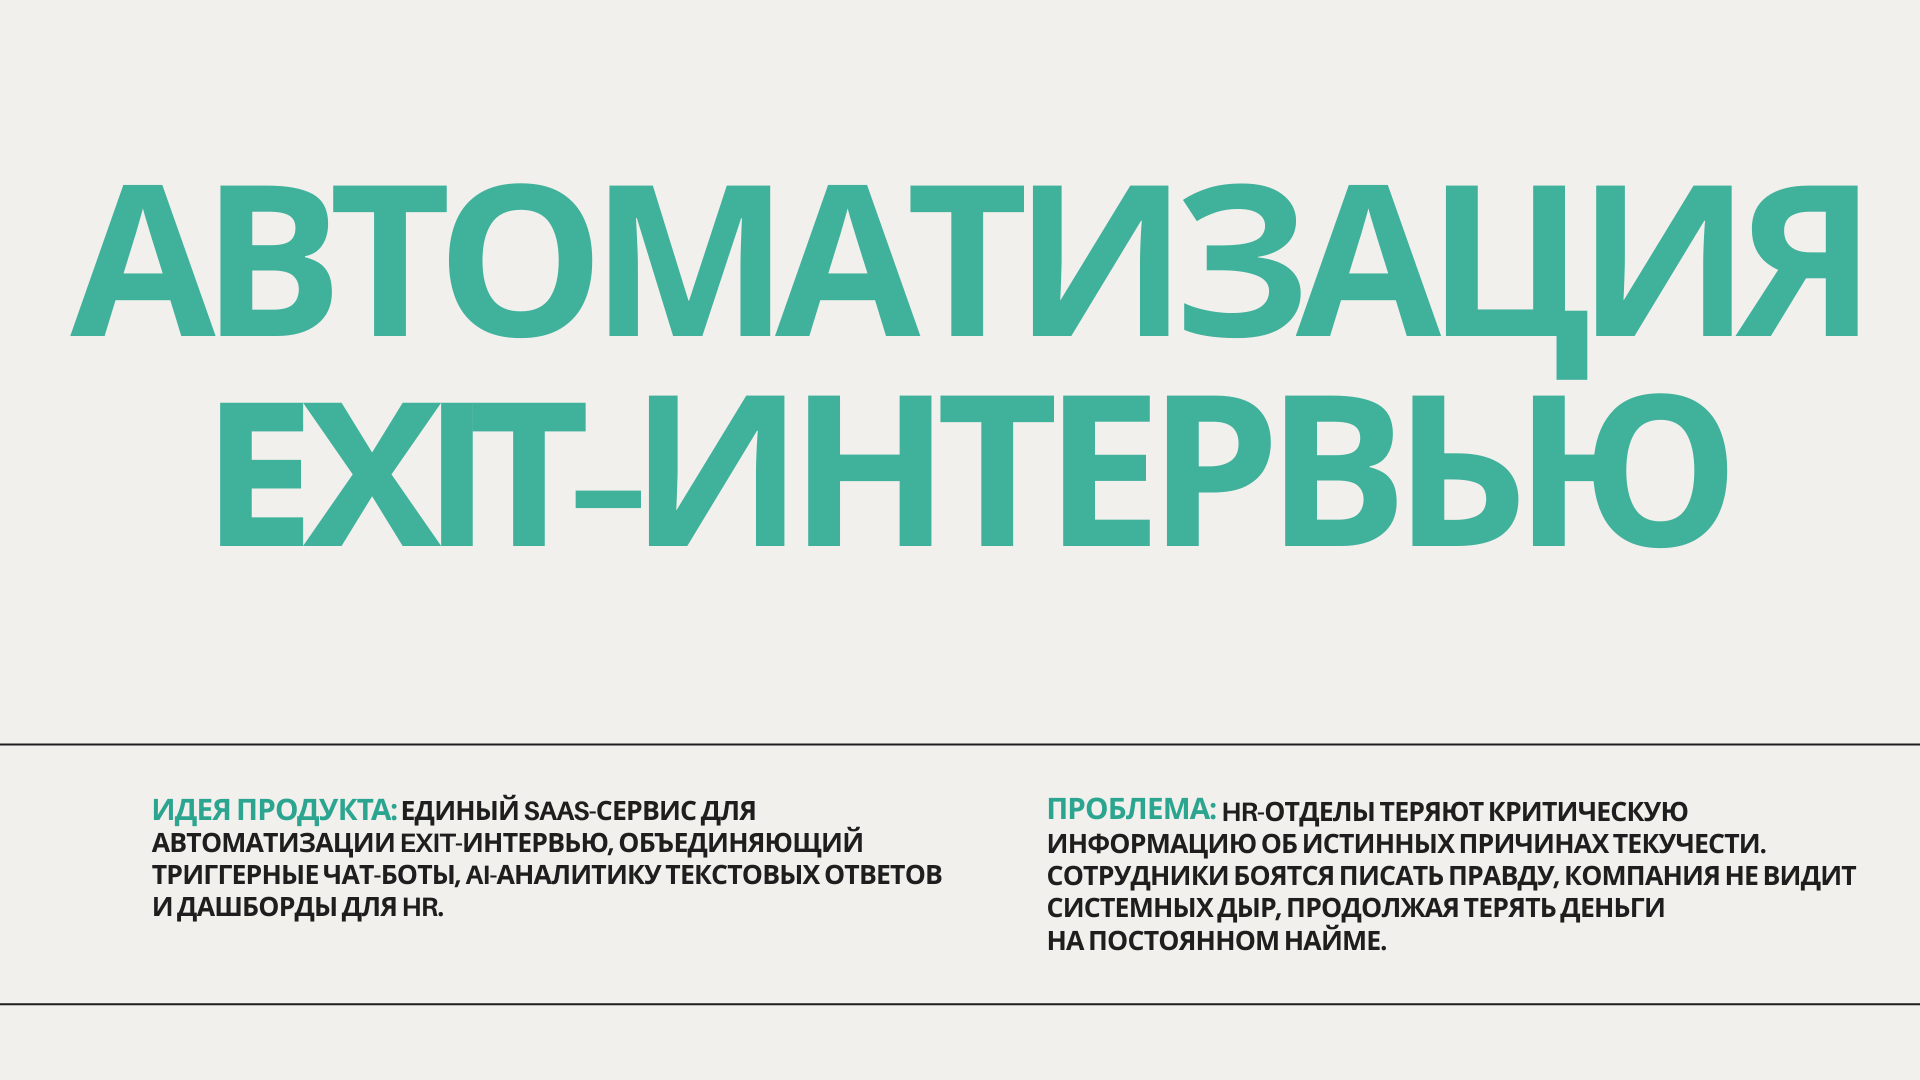 АВТОМАТИЗАЦИЯ
EXIT-ИНТЕРВЬЮ
ИДЕЯ ПРОДУКТА: ЕДИНЫЙ SAAS-СЕРВИС ДЛЯ
АВТОМАТИЗАЦИИ EXIT-ИНТЕРВЬЮ, ОБЪЕДИНЯЮЩИЙ
ТРИГГЕРНЫЕ ЧАТ-БОТЫ, AI-АНАЛИТИКУ ТЕКСТОВЫХ ОТВЕТОВ
И ДАШБОРДЫ ДЛЯ HR.
ПРОБЛЕМА: HR-ОТДЕЛЫ ТЕРЯЮТ КРИТИЧЕСКУЮ
ИНФОРМАЦИЮ ОБ ИСТИННЫХ ПРИЧИНАХ ТЕКУЧЕСТИ.
СОТРУДНИКИ БОЯТСЯ ПИСАТЬ ПРАВДУ, КОМПАНИЯ НЕ ВИДИТ
СИСТЕМНЫХ ДЫР, ПРОДОЛЖАЯ ТЕРЯТЬ ДЕНЬГИ
НА ПОСТОЯННОМ НАЙМЕ.